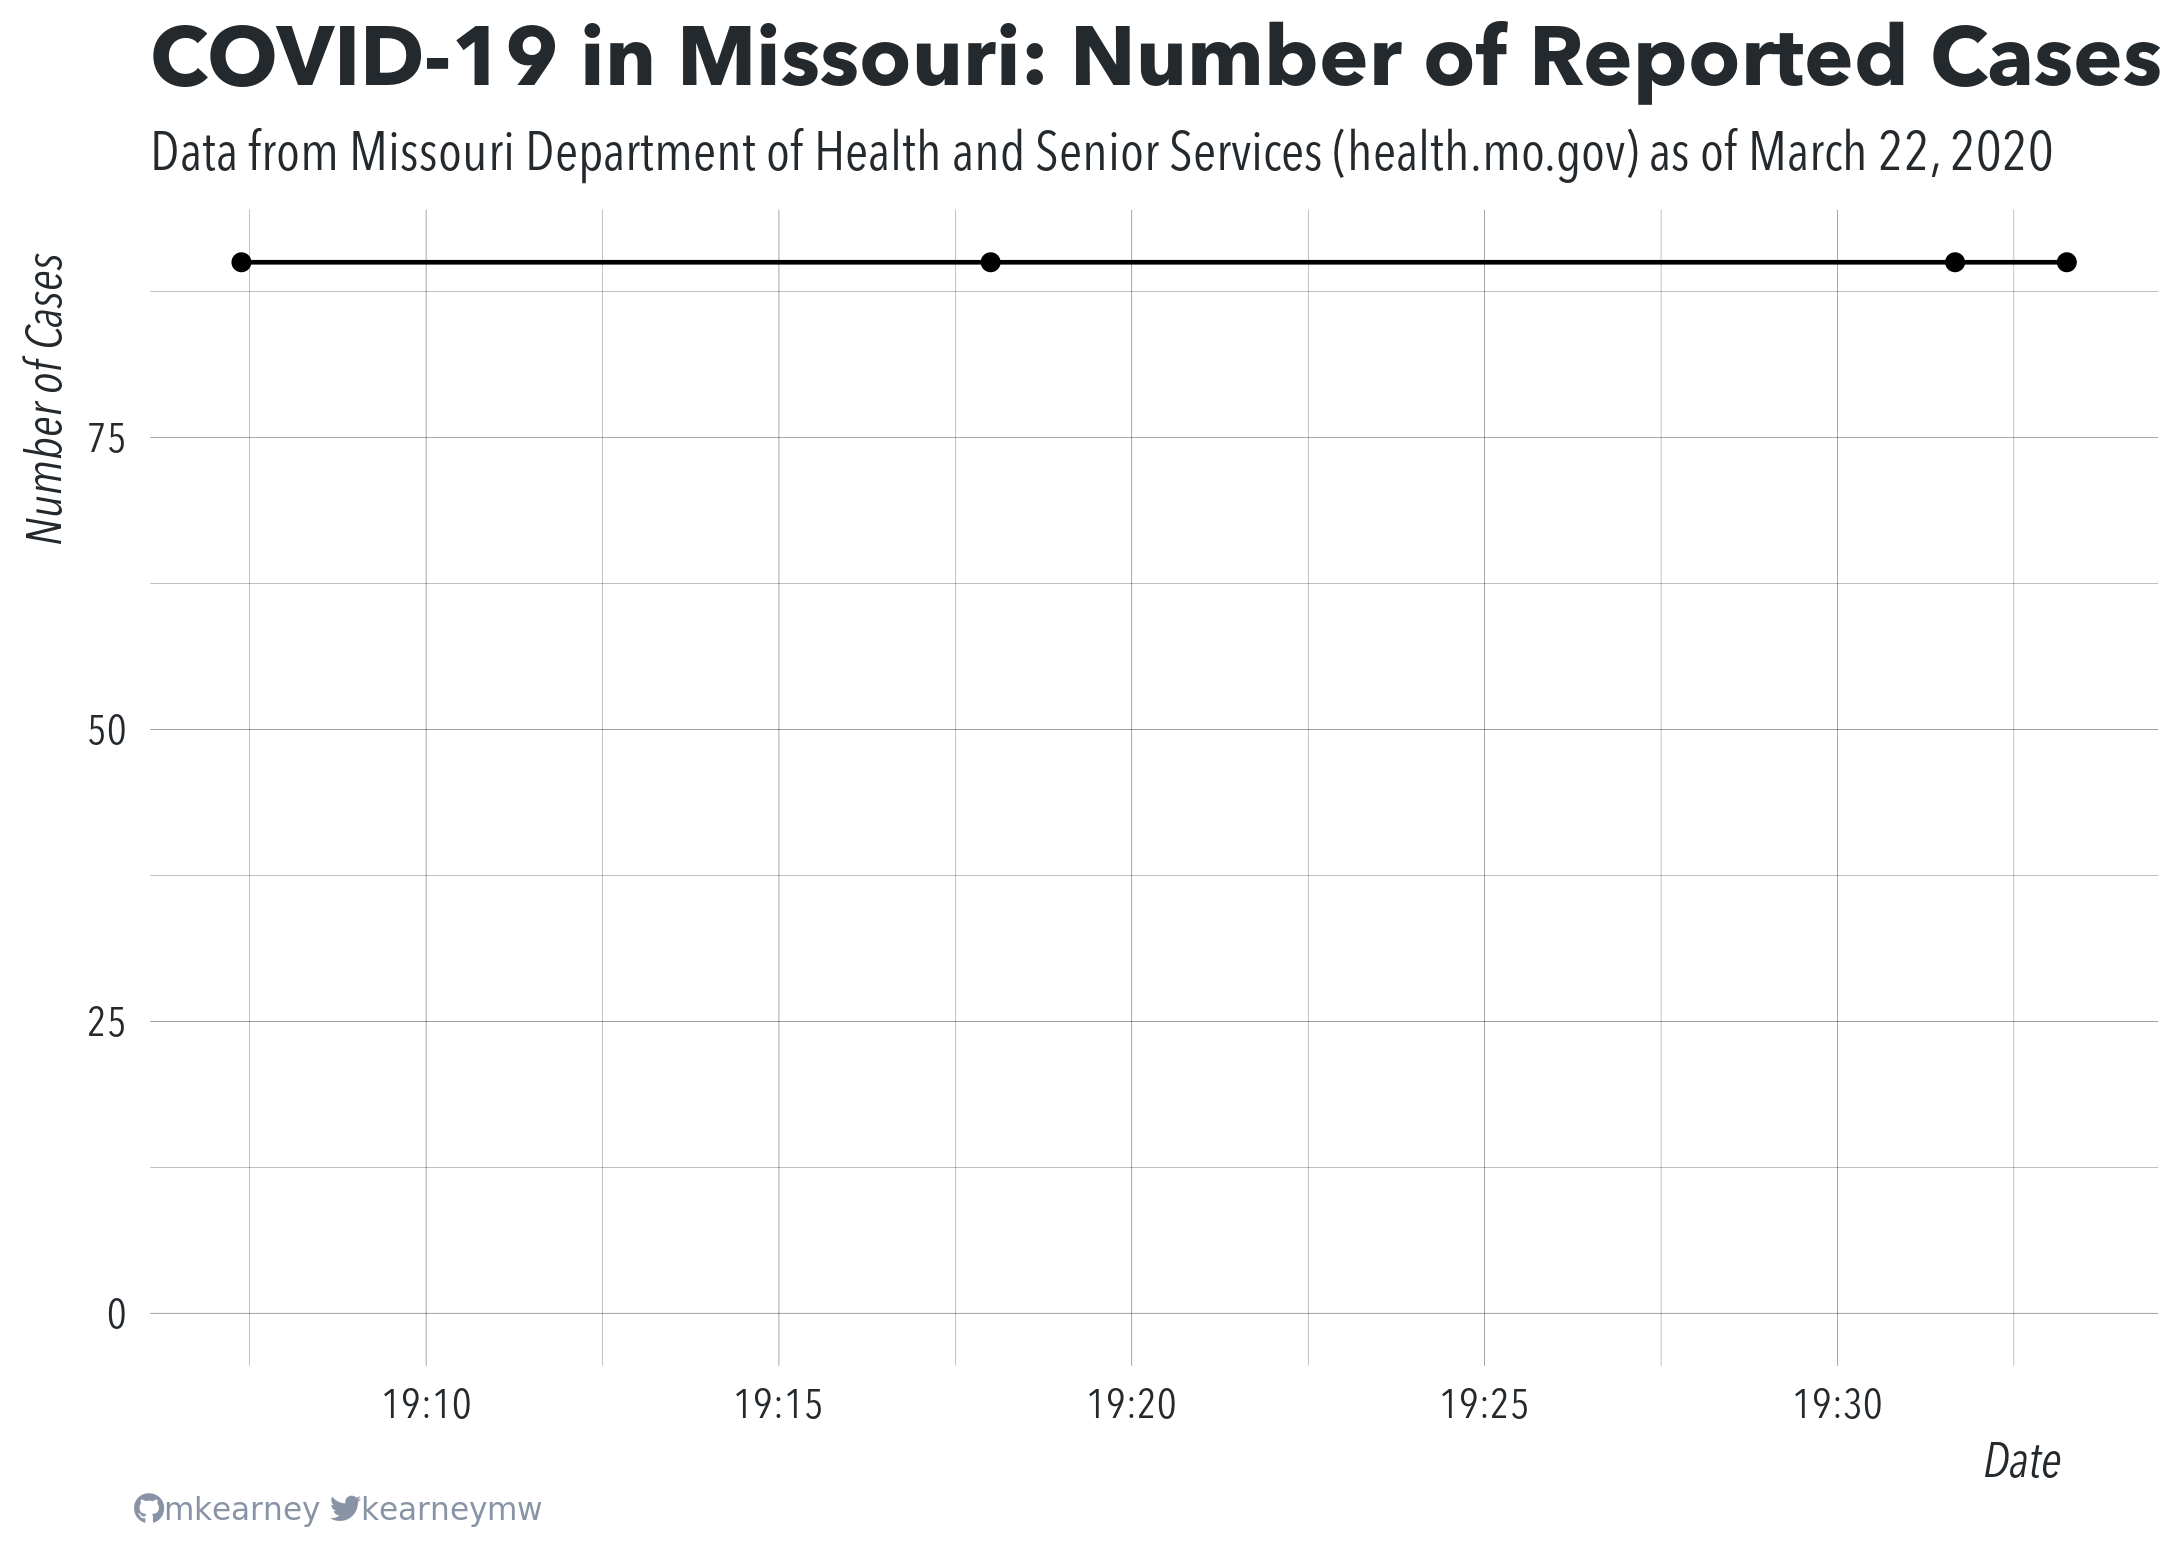 COVID-19 in Missouri: Number of Reported Cases
Data from Missouri Department of Health and Senior Services (health.mo.gov) as of March 22, 2020
Number of Cases
75
50
25
0
19:10 19:15 19:20 19:25 19:30
Date
mkearney kearneymw